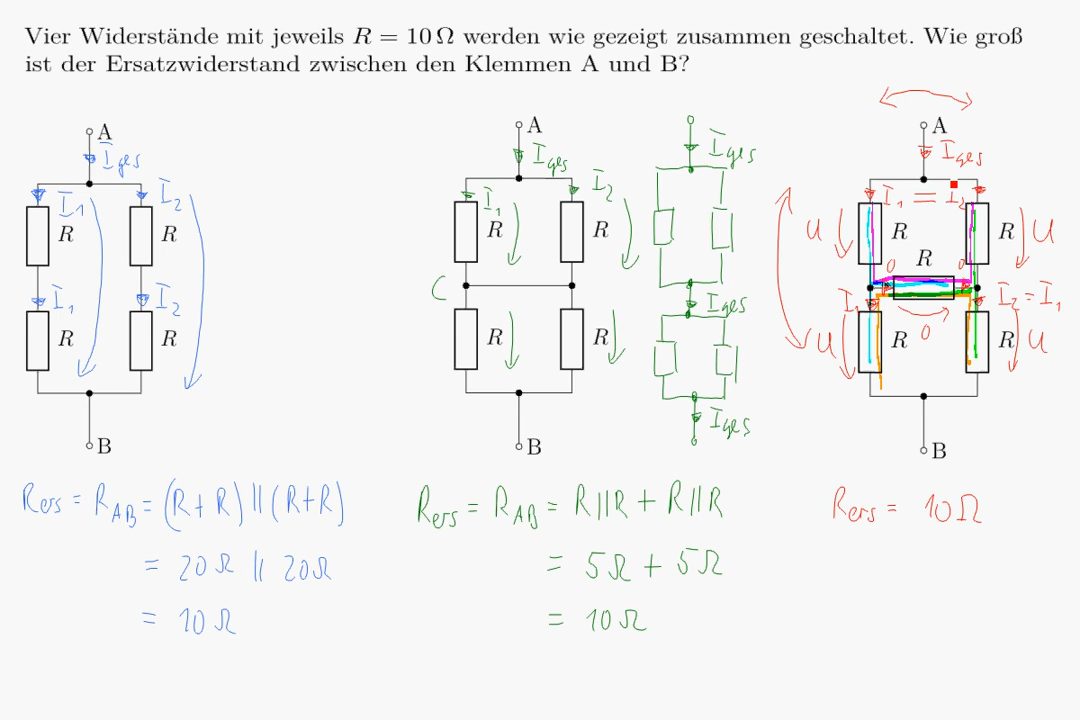 Vier Widerstände mit jeweils R = 10 Ω werden wie gezeigt zusammen geschaltet. Wie groß
ist der Ersatzwiderstand zwischen den Klemmen A und B?
A
I_ges
I_1
I_2
R
R
I_1
I_2
R
R
B
R_ers = R_AB = (R+R) || (R+R)
= 20 Ω || 20 Ω
= 10 Ω
A
I_ges
I_1
I_2
R
R
C
R
R
B
I_ges
I_ges
I_ges
R_ers = R_AB = R||R + R||R
= 5 Ω + 5 Ω
= 10 Ω
A
I_ges
I_1 = I_2
U
R
R
U
R
0
0
I_1
I_2 = I_1
U
R
0
R
U
B
R_ers = 10 Ω